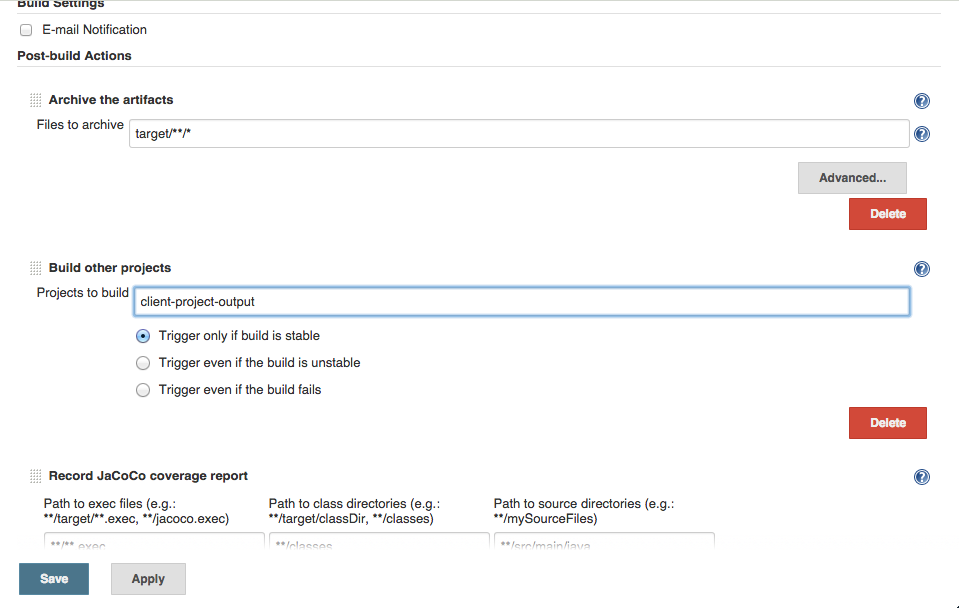 Build Settings
E-mail Notification
Post-build Actions
Archive the artifacts
?
Files to archive target/**/*
?
Advanced...
Delete
Build other projects
?
Projects to build client-project-output
Trigger only if build is stable
Trigger even if the build is unstable
Trigger even if the build fails
Delete
Record JaCoCo coverage report
?
Path to exec files (e.g.:
**/target/**.exec, **/jacoco.exec)
Path to class directories (e.g.:
**/target/classDir, **/classes)
Path to source directories (e.g.:
**/mySourceFiles)
**/**.exec
**/classes
**/src/main/java
Save
Apply